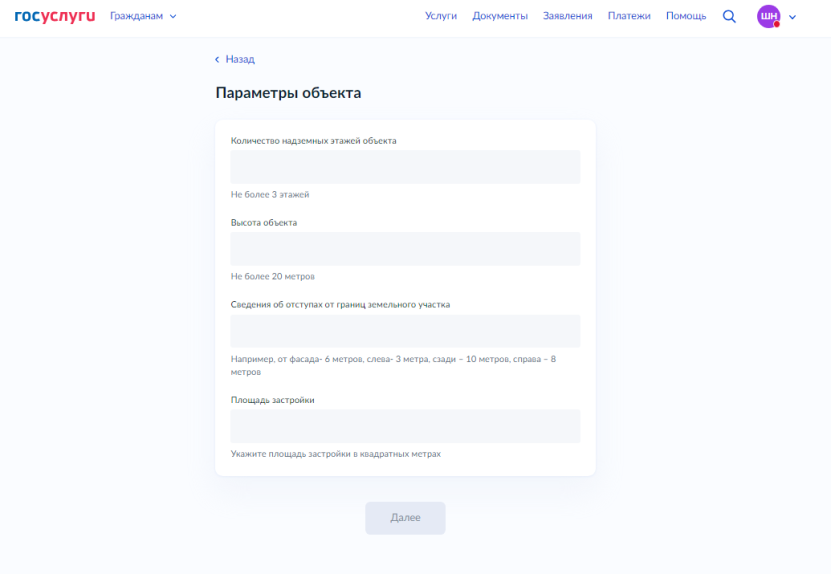 госуслуги Гражданам Услуги Документы Заявления Платежи Помощь ШН
Назад
Параметры объекта
Количество надземных этажей объекта
Не более 3 этажей
Высота объекта
Не более 20 метров
Сведения об отступах от границ земельного участка
Например, от фасада- 6 метров, слева- 3 метра, сзади – 10 метров, справа – 8
метров
Площадь застройки
Укажите площадь застройки в квадратных метрах
Далее